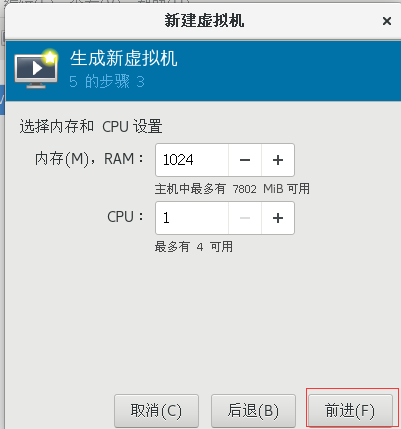 新建虚拟机
生成新虚拟机
5 的步骤 3
选择内存和 CPU 设置
内存(M)，RAM： 1024
主机中最多有 7802 MiB 可用
CPU： 1
最多有 4 可用
取消(C) 后退(B) 前进(F)